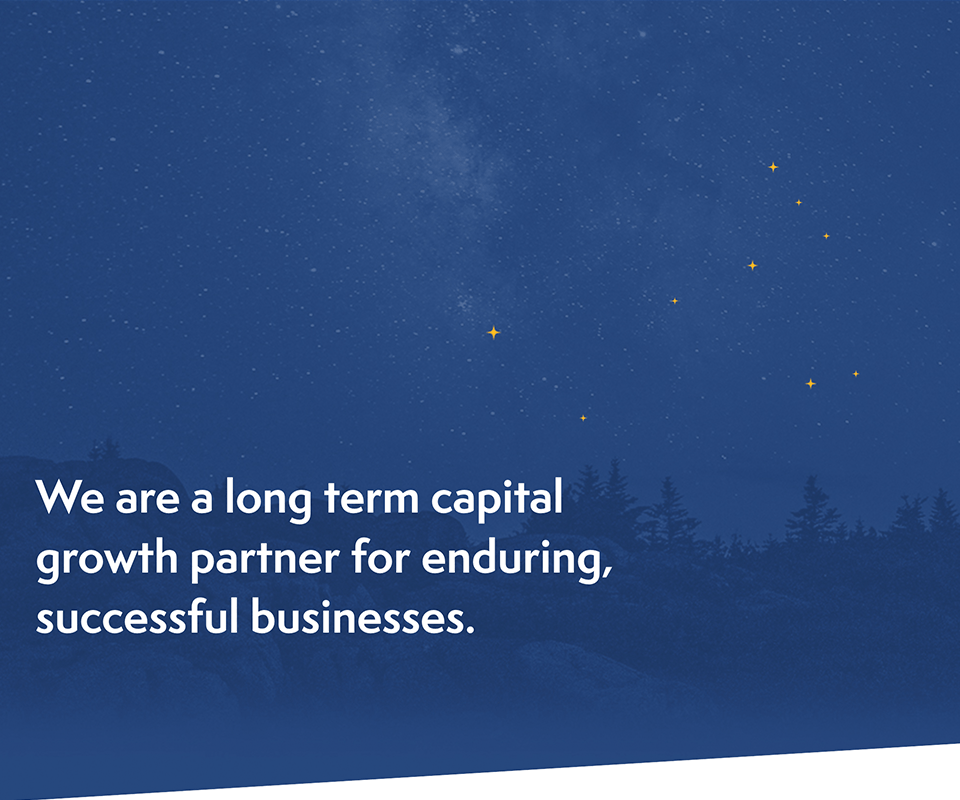 We are a long term capital
growth partner for enduring,
successful businesses.